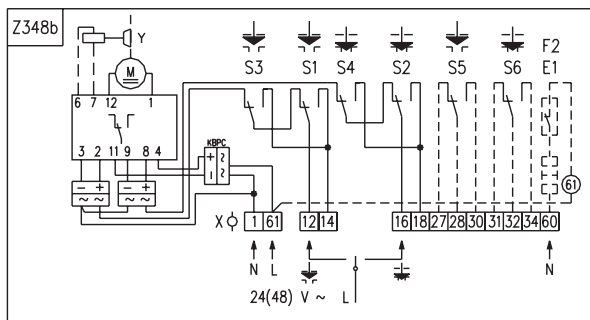 Z348b
Y
F2
S3 S1 S4 S2 S5 S6 E1
M
6 7 12 1
3 2 11 9 8 4
KBPC
+ ~
− ~
− + − +
~ ~ ~ ~
61
X 1 61 12 14 16 18 27 28 30 31 32 34 60
N L N
24(48) V ~ L